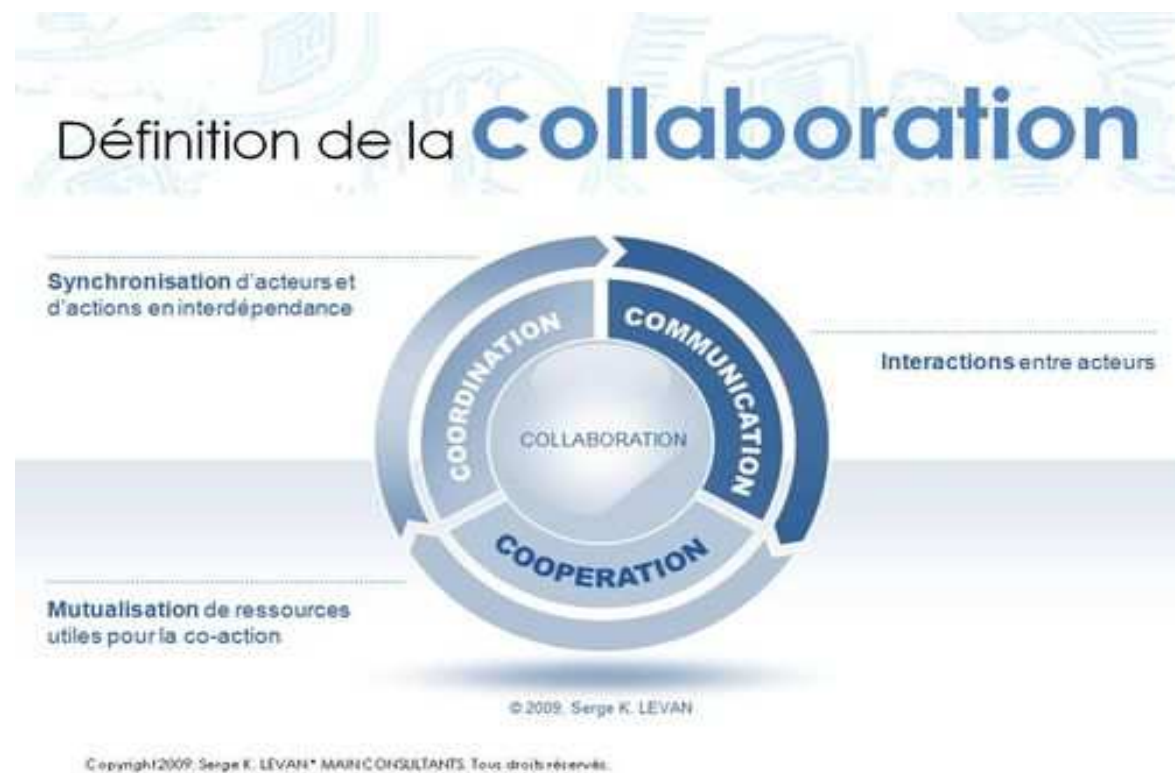 Définition de la collaboration
Synchronisation d'acteurs et
d'actions en interdépendance
COORDINATION
COMMUNICATION
Interactions entre acteurs
COLLABORATION
COOPERATION
Mutualisation de ressources
utiles pour la co-action
© 2009, Serge K. LEVAN
Copyright 2009, Serge K. LEVAN * MAIN CONSULTANTS. Tous droits réservés.